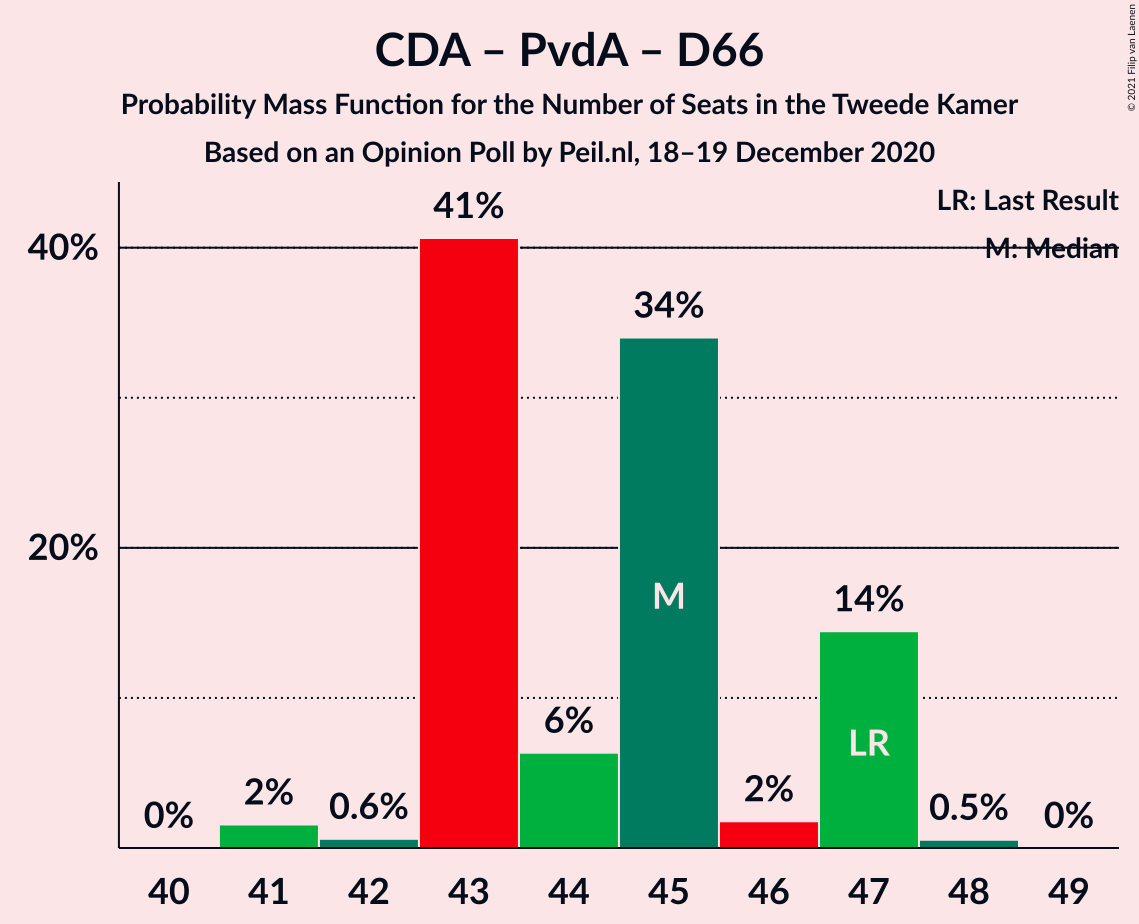 CDA – PvdA – D66
Probability Mass Function for the Number of Seats in the Tweede Kamer
Based on an Opinion Poll by Peil.nl, 18–19 December 2020
© 2021 Filip van Laenen
LR: Last Result
M: Median
40%
20%
0%
2%
0.6%
41%
6%
34%
2%
14%
0.5%
0%
M
LR
40 41 42 43 44 45 46 47 48 49